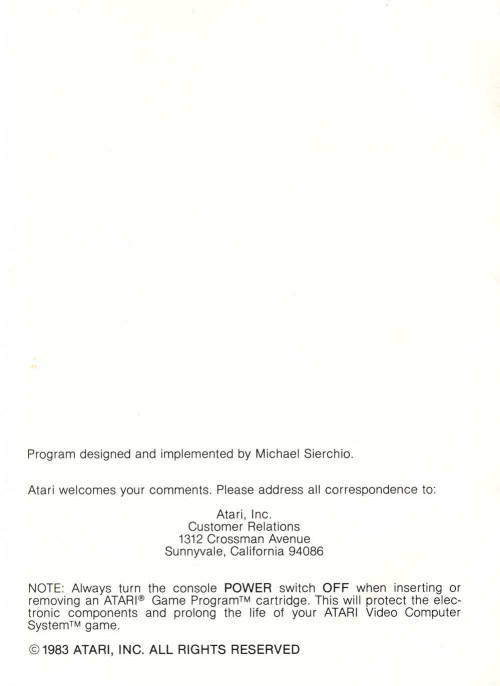 Program designed and implemented by Michael Sierchio.
Atari welcomes your comments. Please address all correspondence to:
Atari, Inc.
Customer Relations
1312 Crossman Avenue
Sunnyvale, California 94086
NOTE: Always turn the console POWER switch OFF when inserting or
removing an ATARI® Game Program™ cartridge. This will protect the elec-
tronic components and prolong the life of your ATARI Video Computer
System™ game.
© 1983 ATARI, INC. ALL RIGHTS RESERVED